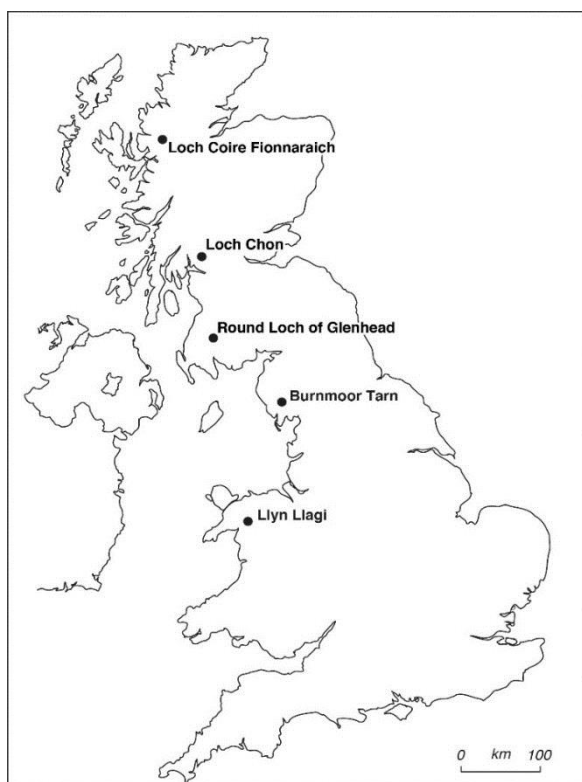 Loch Coire Fionnaraich
Loch Chon
Round Loch of Glenhead
Burnmoor Tarn
Llyn Llagi
0 km 100